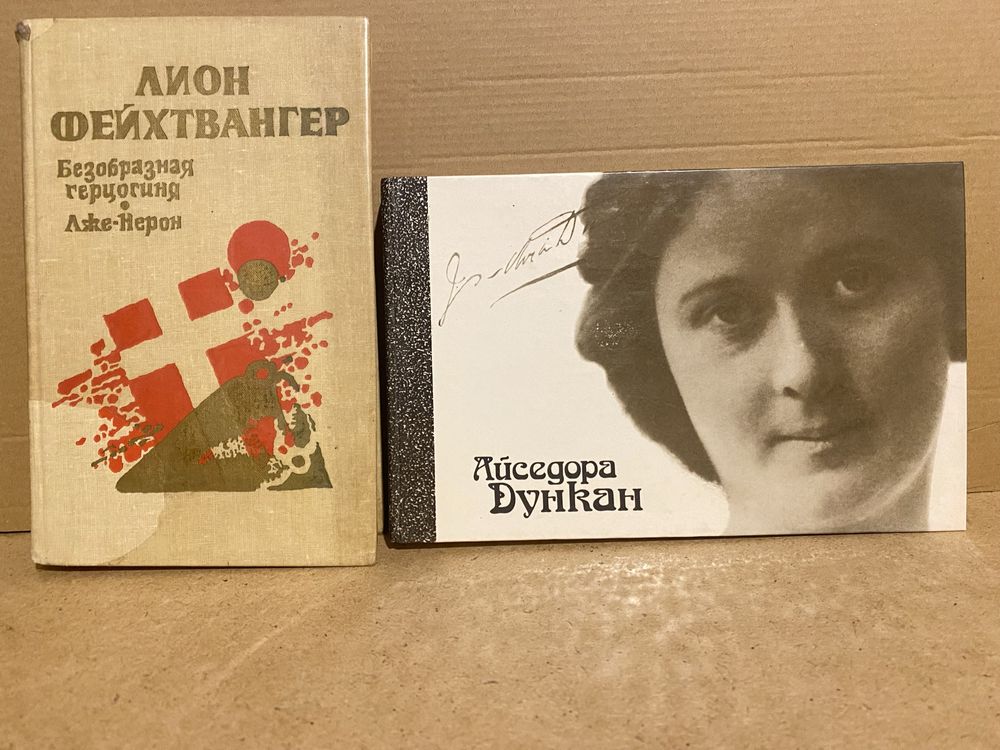 ЛИОН
ФЕЙХТВАНГЕР
Безобразная
герцогиня
•
Лже-Нерон
Айседора
Дункан